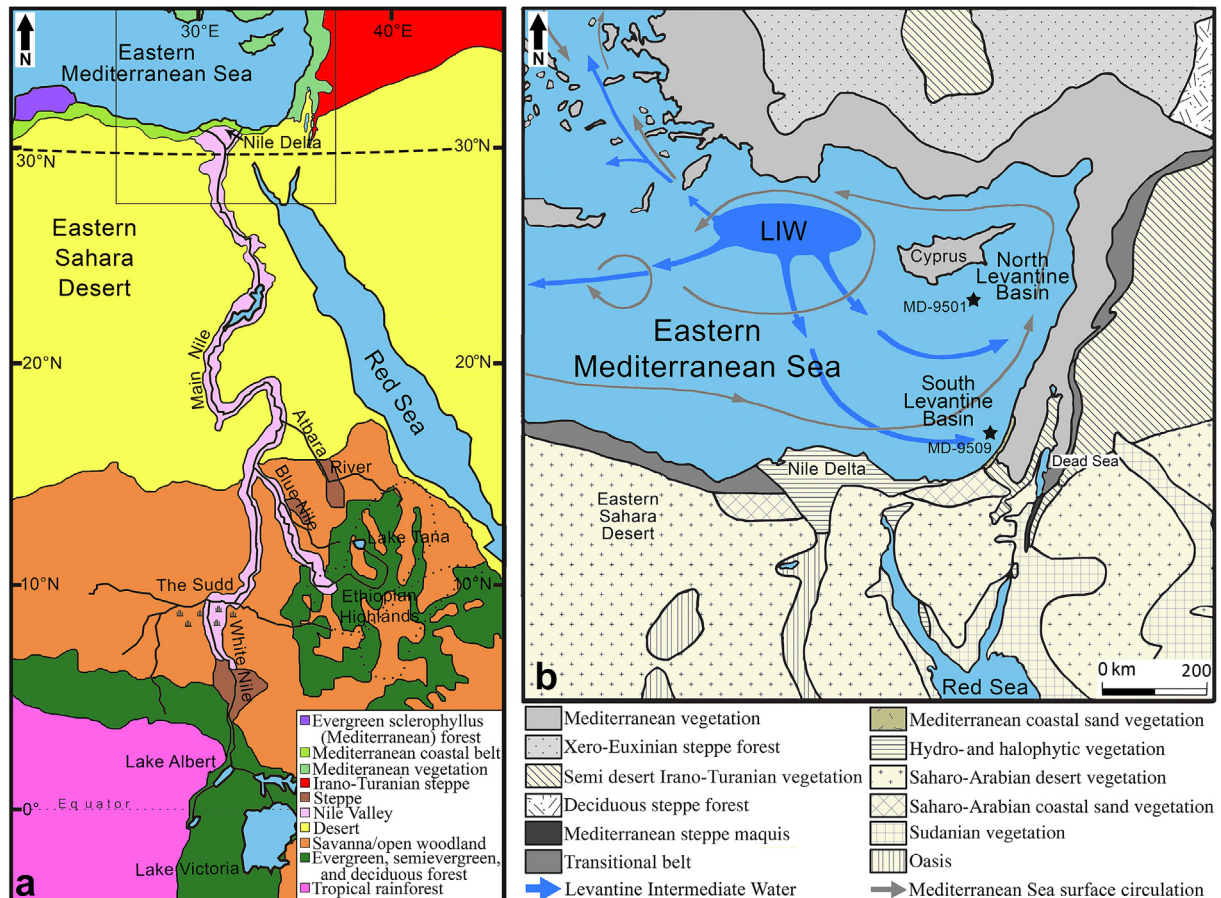 N
30°E
40°E
Eastern
Mediterranean Sea
Nile Delta
30°N
30°N
Eastern
Sahara
Desert
20°N
20°N
Main Nile
Red Sea
Atbara
River
Blue Nile
Lake Tana
10°N
10°N
The Sudd
Ethiopian
Highlands
White Nile
Lake Albert
0°
Equator
Lake Victoria
a
Evergreen sclerophyllus
(Mediterranean) forest
Mediterranean coastal belt
Mediteranean vegetation
Irano-Turanian steppe
Steppe
Nile Valley
Desert
Savanna/open woodland
Evergreen, semievergreen,
and deciduous forest
Tropical rainforest
N
LIW
Cyprus
North
Levantine
Basin
MD-9501
Eastern
Mediterranean Sea
South
Levantine
Basin
MD-9509
Nile Delta
Dead Sea
Eastern
Sahara
Desert
Red Sea
0 km
200
b
Mediterranean vegetation
Xero-Euxinian steppe forest
Semi desert Irano-Turanian vegetation
Deciduous steppe forest
Mediterranean steppe maquis
Transitional belt
Levantine Intermediate Water
Mediterranean coastal sand vegetation
Hydro-and halophytic vegetation
Saharo-Arabian desert vegetation
Saharo-Arabian coastal sand vegetation
Sudanian vegetation
Oasis
Mediterranean Sea surface circulation